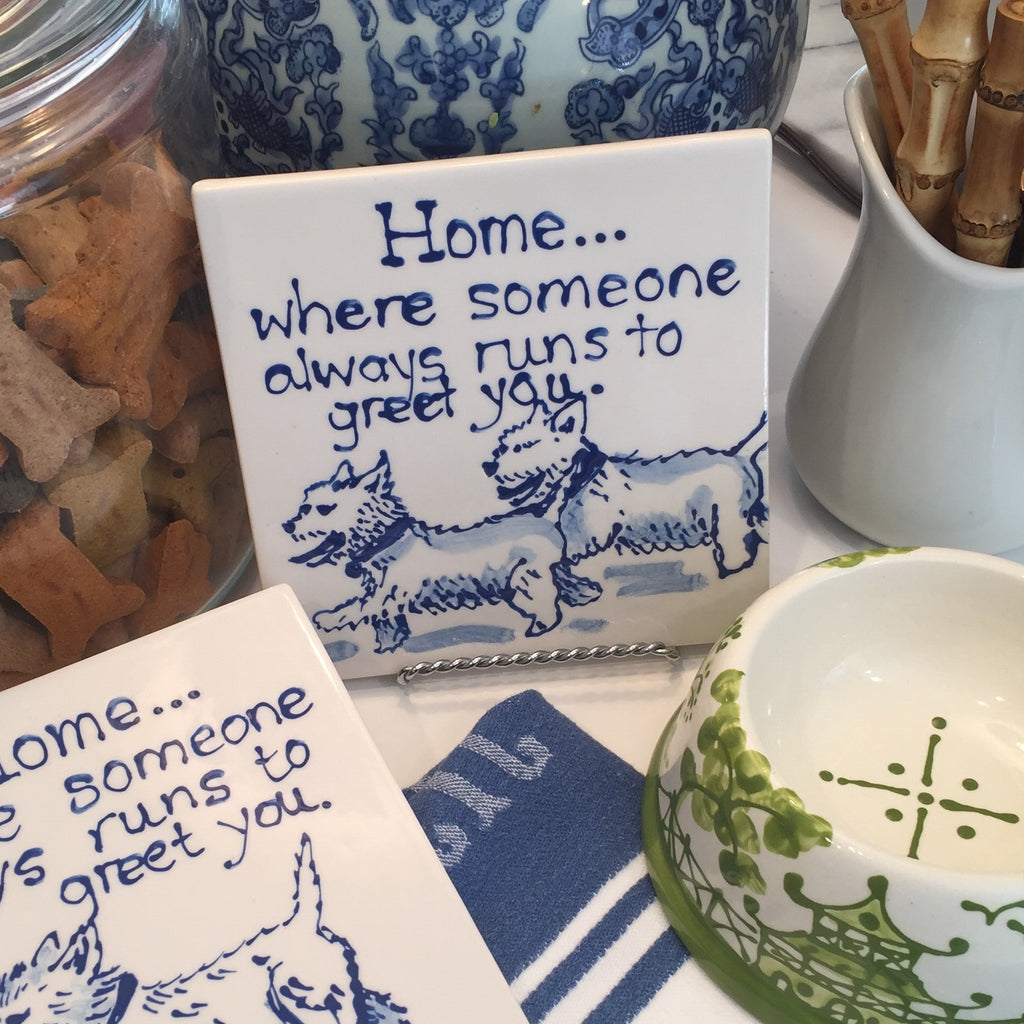 Home...
where someone
always runs to
greet you.
ome...
someone
runs to
greet you.